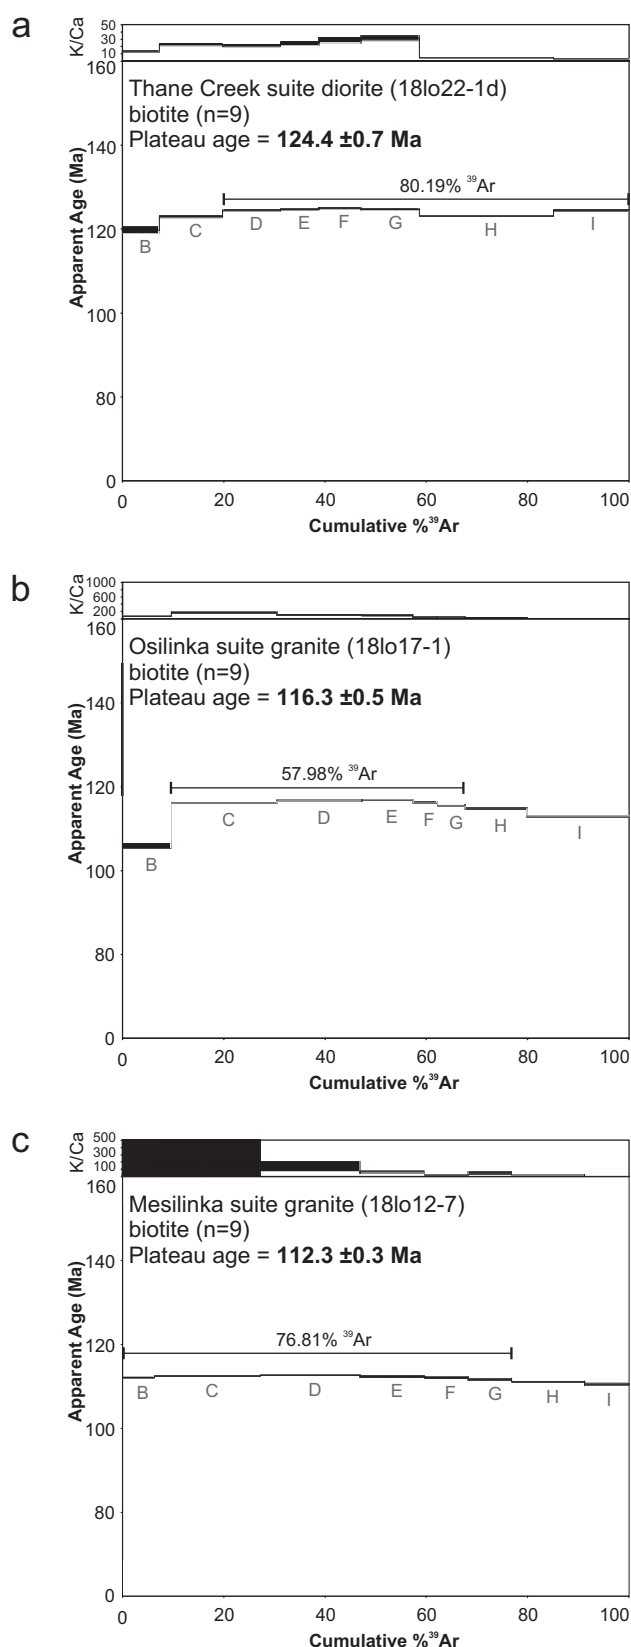 a
K/Ca
50
30
10
160
Thane Creek suite diorite (18lo22-1d)
biotite (n=9)
Plateau age = 124.4 ±0.7 Ma
140
80.19% ³⁹Ar
120
B C D E F G H I
Apparent Age (Ma)
100
80
0
0 20 40 60 80 100
Cumulative %³⁹Ar
b
K/Ca
1000
600
200
160
Osilinka suite granite (18lo17-1)
biotite (n=9)
Plateau age = 116.3 ±0.5 Ma
140
57.98% ³⁹Ar
120
B C D E F G H I
Apparent Age (Ma)
100
80
0
0 20 40 60 80 100
Cumulative %³⁹Ar
c
K/Ca
500
300
100
160
Mesilinka suite granite (18lo12-7)
biotite (n=9)
Plateau age = 112.3 ±0.3 Ma
140
76.81% ³⁹Ar
120
B C D E F G H I
Apparent Age (Ma)
100
80
0
0 20 40 60 80 100
Cumulative %³⁹Ar